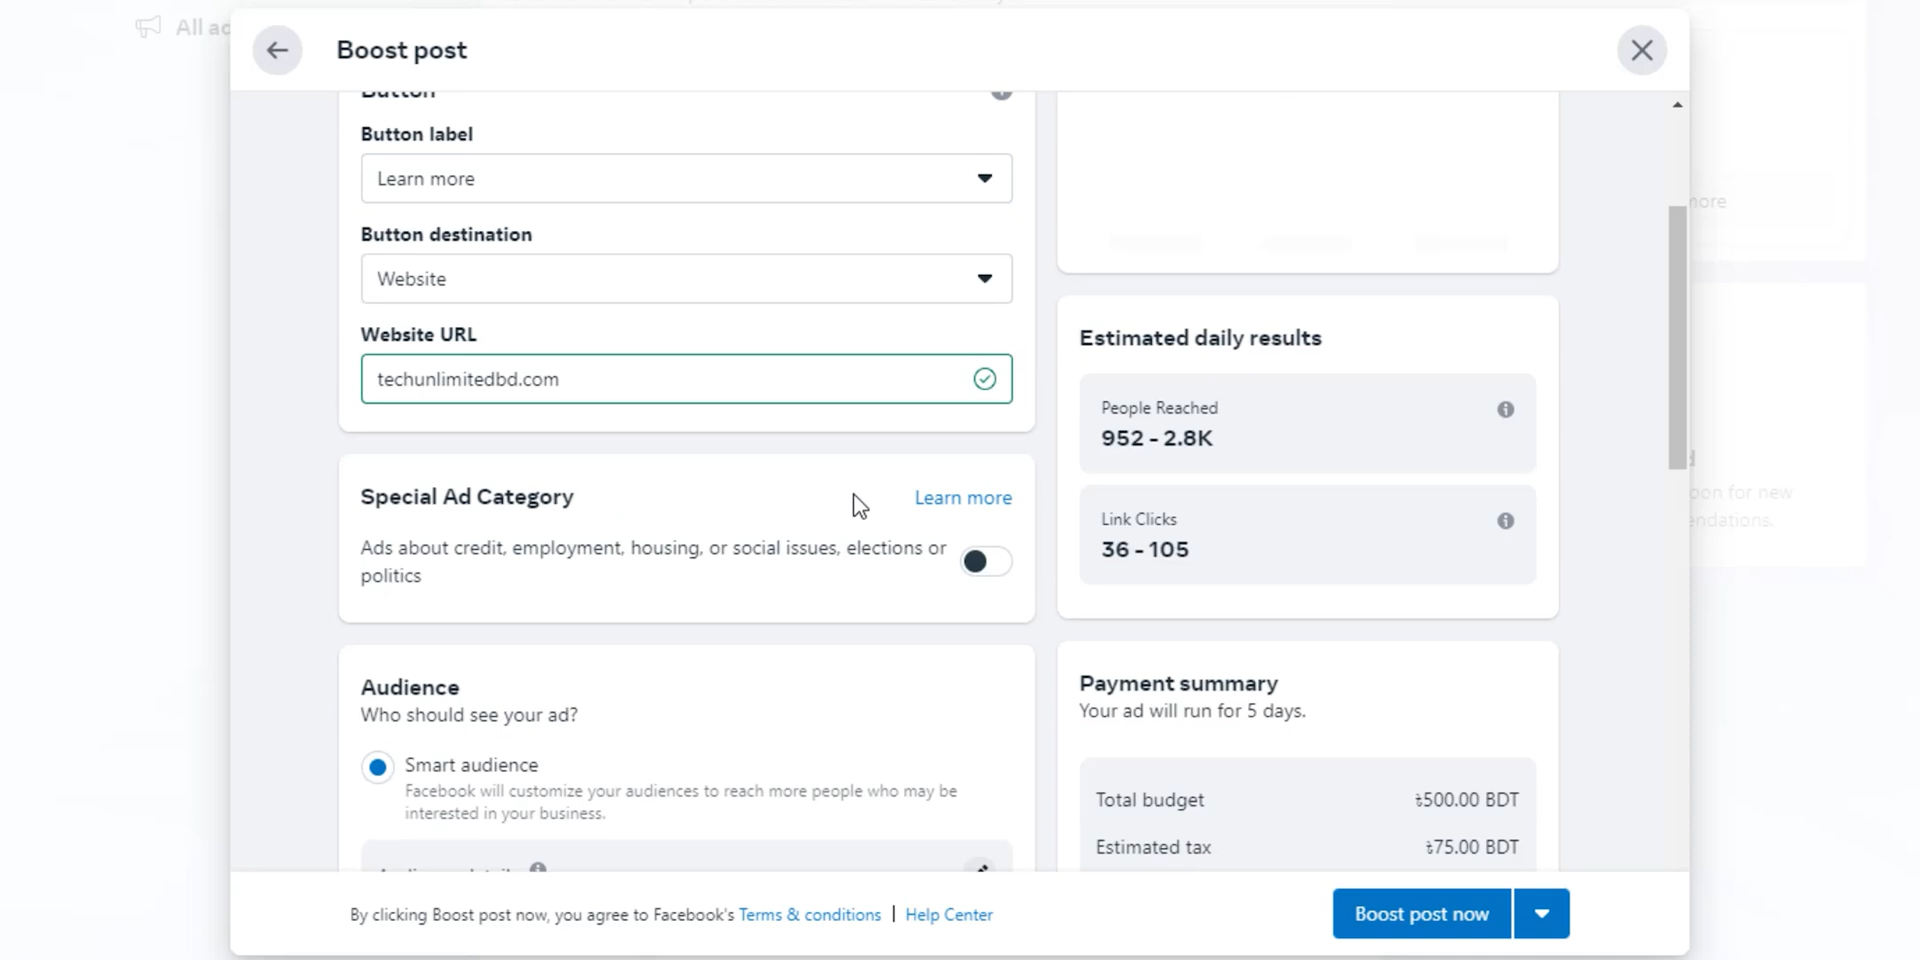 All ad
Boost post
Button
Button label
Learn more
Button destination
Website
Website URL
techunlimitedbd.com
Special Ad Category
Learn more
Ads about credit, employment, housing, or social issues, elections or
politics
Audience
Who should see your ad?
Smart audience
Facebook will customize your audiences to reach more people who may be
interested in your business.
Estimated daily results
People Reached
952 - 2.8K
Link Clicks
36 - 105
Payment summary
Your ad will run for 5 days.
Total budget
৳500.00 BDT
Estimated tax
৳75.00 BDT
more
oon for new
endations.
By clicking Boost post now, you agree to Facebook's Terms & conditions | Help Center
Boost post now